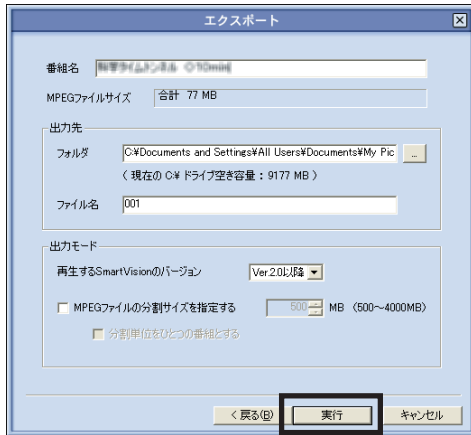 エクスポート
番組名
MPEGファイルサイズ 合計 77 MB
出力先
フォルダ C:¥Documents and Settings¥All Users¥Documents¥My Pic ...
( 現在の C:¥ ドライブ空き容量 : 9177 MB )
ファイル名 001
出力モード
再生するSmartVisionのバージョン Ver.2.0以降
MPEGファイルの分割サイズを指定する 500 MB (500～4000MB)
分割単位をひとつの番組とする
< 戻る(B) 実行 キャンセル